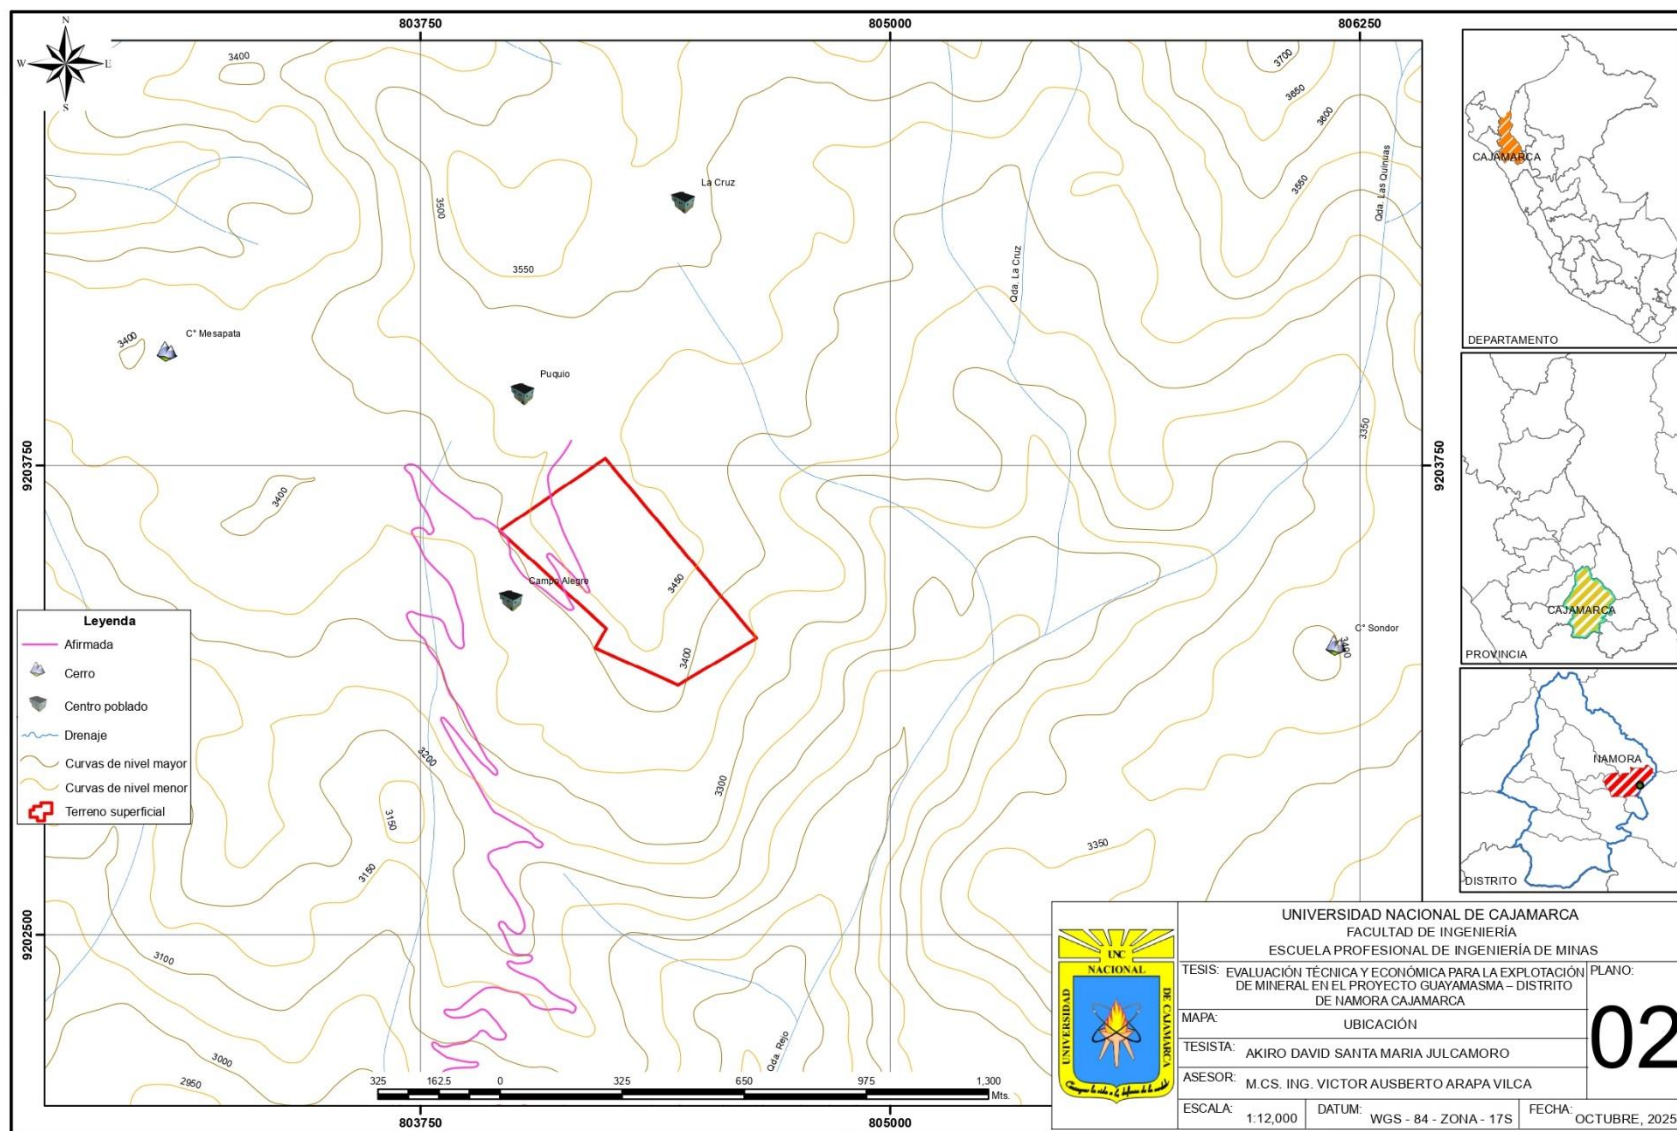 803750
805000
806250
N
W
E
S
3400
3700
3650
3600
3550
3500
La Cruz
Qda. Las Quinuas
3550
Qda. La Cruz
C° Mesapata
3400
Puquio
3350
9203750
9203750
3400
3450
Campo Alegre
C° Sondor
3400
3400
3200
3300
3150
3150
3350
9202500
3100
3000
2950
Qda. Rejo
325
162.5
0
325
650
975
1,300
Mts.
803750
805000
Leyenda
Afirmada
Cerro
Centro poblado
Drenaje
Curvas de nivel mayor
Curvas de nivel menor
Terreno superficial
CAJAMARCA
DEPARTAMENTO
CAJAMARCA
PROVINCIA
NAMORA
DISTRITO
UNC
NACIONAL
UNIVERSIDAD
DE CAJAMARCA
UNIVERSIDAD NACIONAL DE CAJAMARCA
FACULTAD DE INGENIERÍA
ESCUELA PROFESIONAL DE INGENIERÍA DE MINAS
TESIS: EVALUACIÓN TÉCNICA Y ECONÓMICA PARA LA EXPLOTACIÓN
DE MINERAL EN EL PROYECTO GUAYAMASMA – DISTRITO
DE NAMORA CAJAMARCA
PLANO:
02
MAPA: UBICACIÓN
TESISTA: AKIRO DAVID SANTA MARIA JULCAMORO
ASESOR: M.CS. ING. VICTOR AUSBERTO ARAPA VILCA
ESCALA: 1:12,000
DATUM: WGS - 84 - ZONA - 17S
FECHA: OCTUBRE, 2025